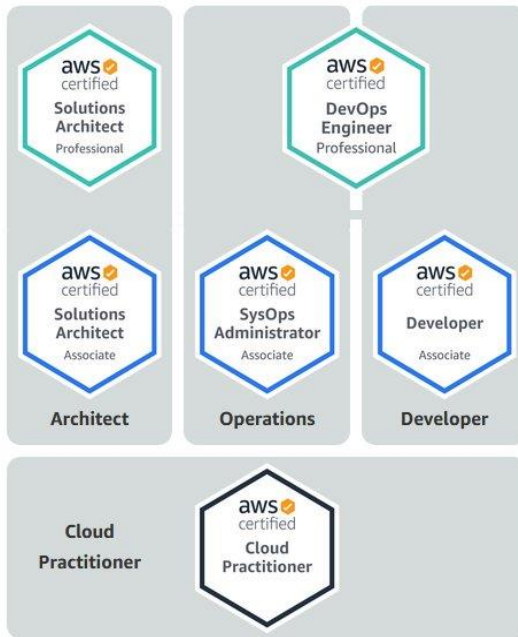 aws
certified
Solutions
Architect
Professional
aws
certified
DevOps
Engineer
Professional
aws
certified
Solutions
Architect
Associate
aws
certified
SysOps
Administrator
Associate
aws
certified
Developer
Associate
Architect
Operations
Developer
Cloud
Practitioner
aws
certified
Cloud
Practitioner